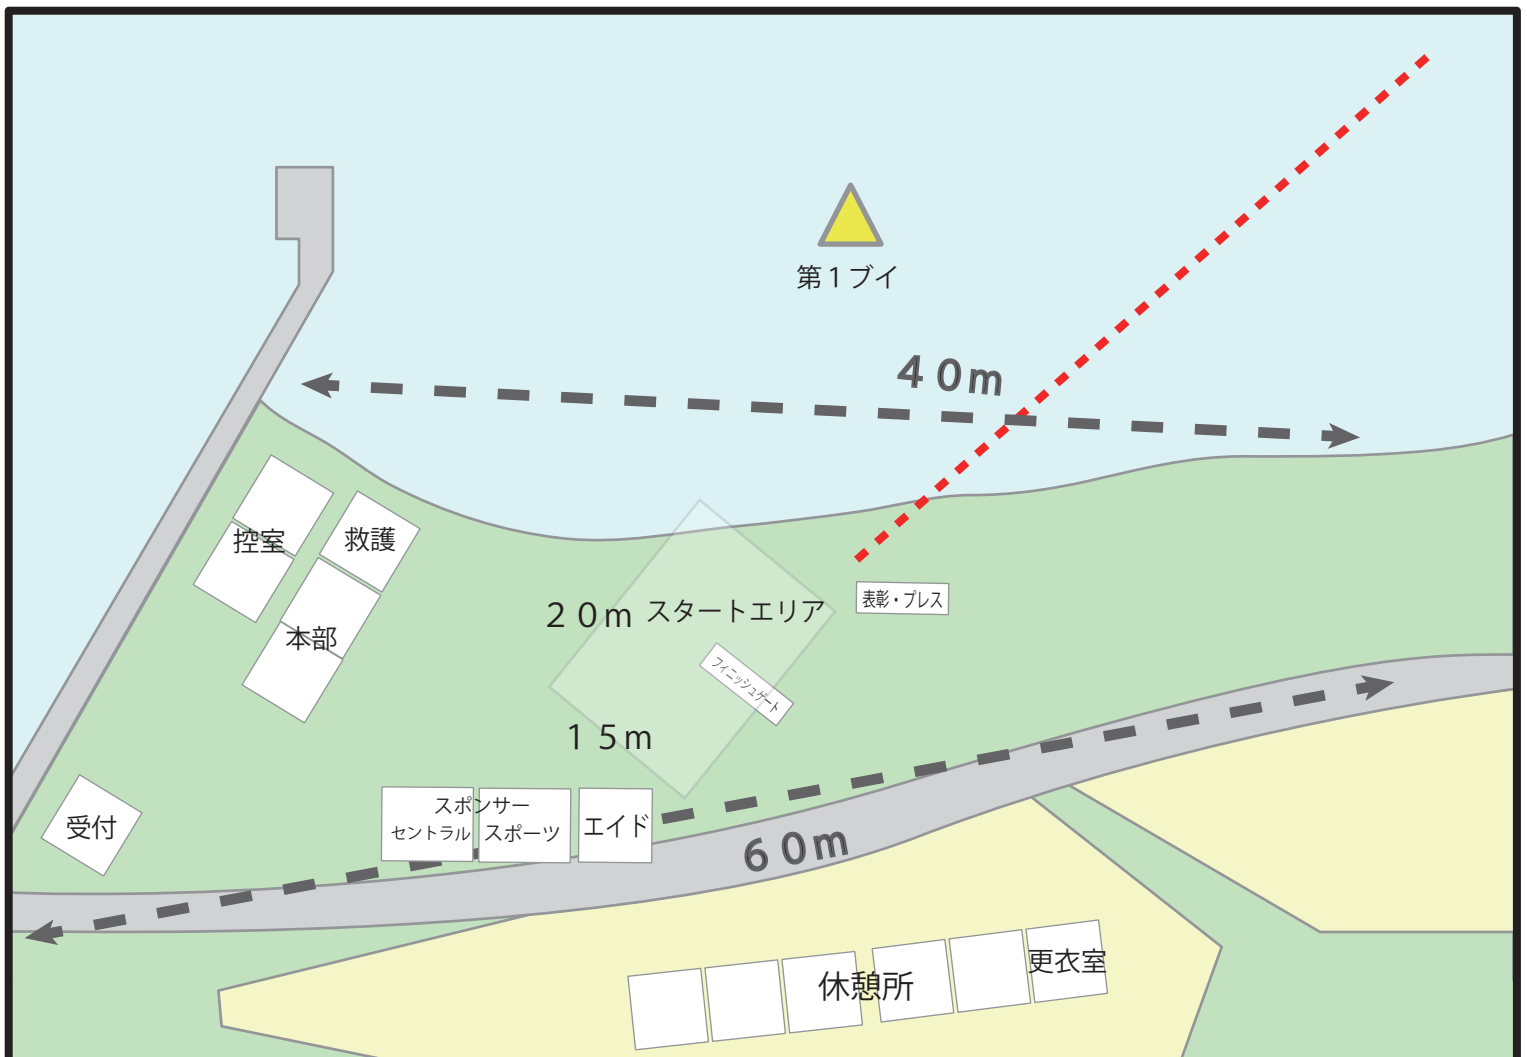 第１ブイ
４０m
控室
救護
本部
２０m
スタートエリア
表彰・プレス
フィニッシュゲート
１５m
受付
スポンサー
セントラル
スポーツ
エイド
６０m
休憩所
更衣室